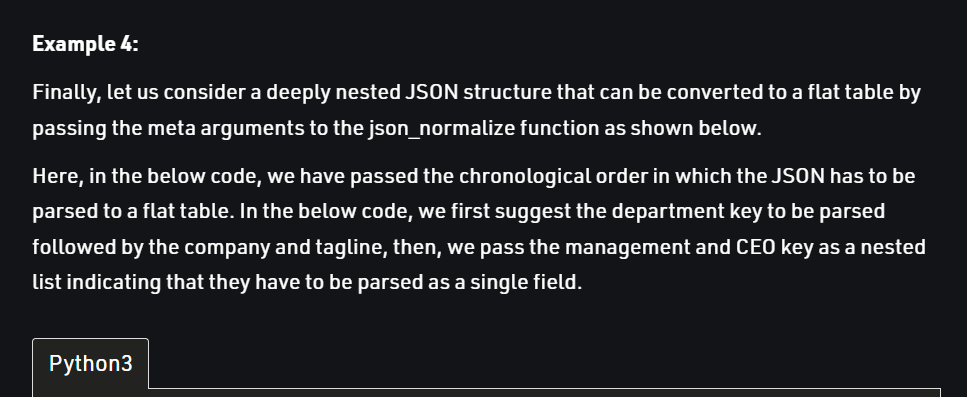 Example 4:
Finally, let us consider a deeply nested JSON structure that can be converted to a flat table by
passing the meta arguments to the json_normalize function as shown below.
Here, in the below code, we have passed the chronological order in which the JSON has to be
parsed to a flat table. In the below code, we first suggest the department key to be parsed
followed by the company and tagline, then, we pass the management and CEO key as a nested
list indicating that they have to be parsed as a single field.
Python3